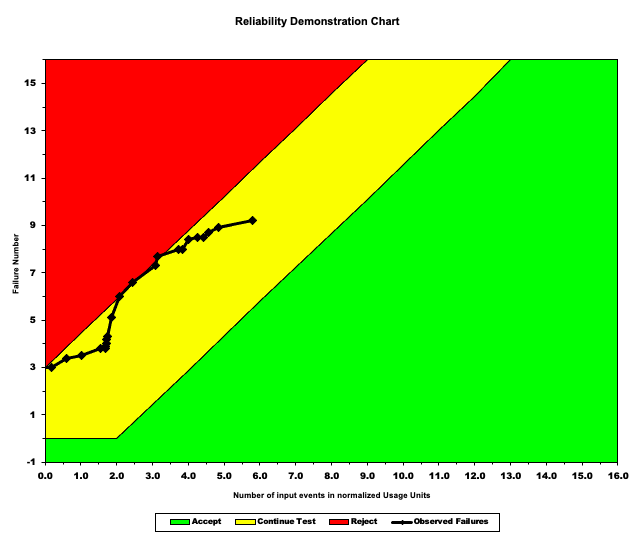 Reliability Demonstration Chart
Failure Number
15
13
11
9
7
5
3
1
-1
0.0 1.0 2.0 3.0 4.0 5.0 6.0 7.0 8.0 9.0 10.0 11.0 12.0 13.0 14.0 15.0 16.0
Number of input events in normalized Usage Units
Accept Continue Test Reject Observed Failures